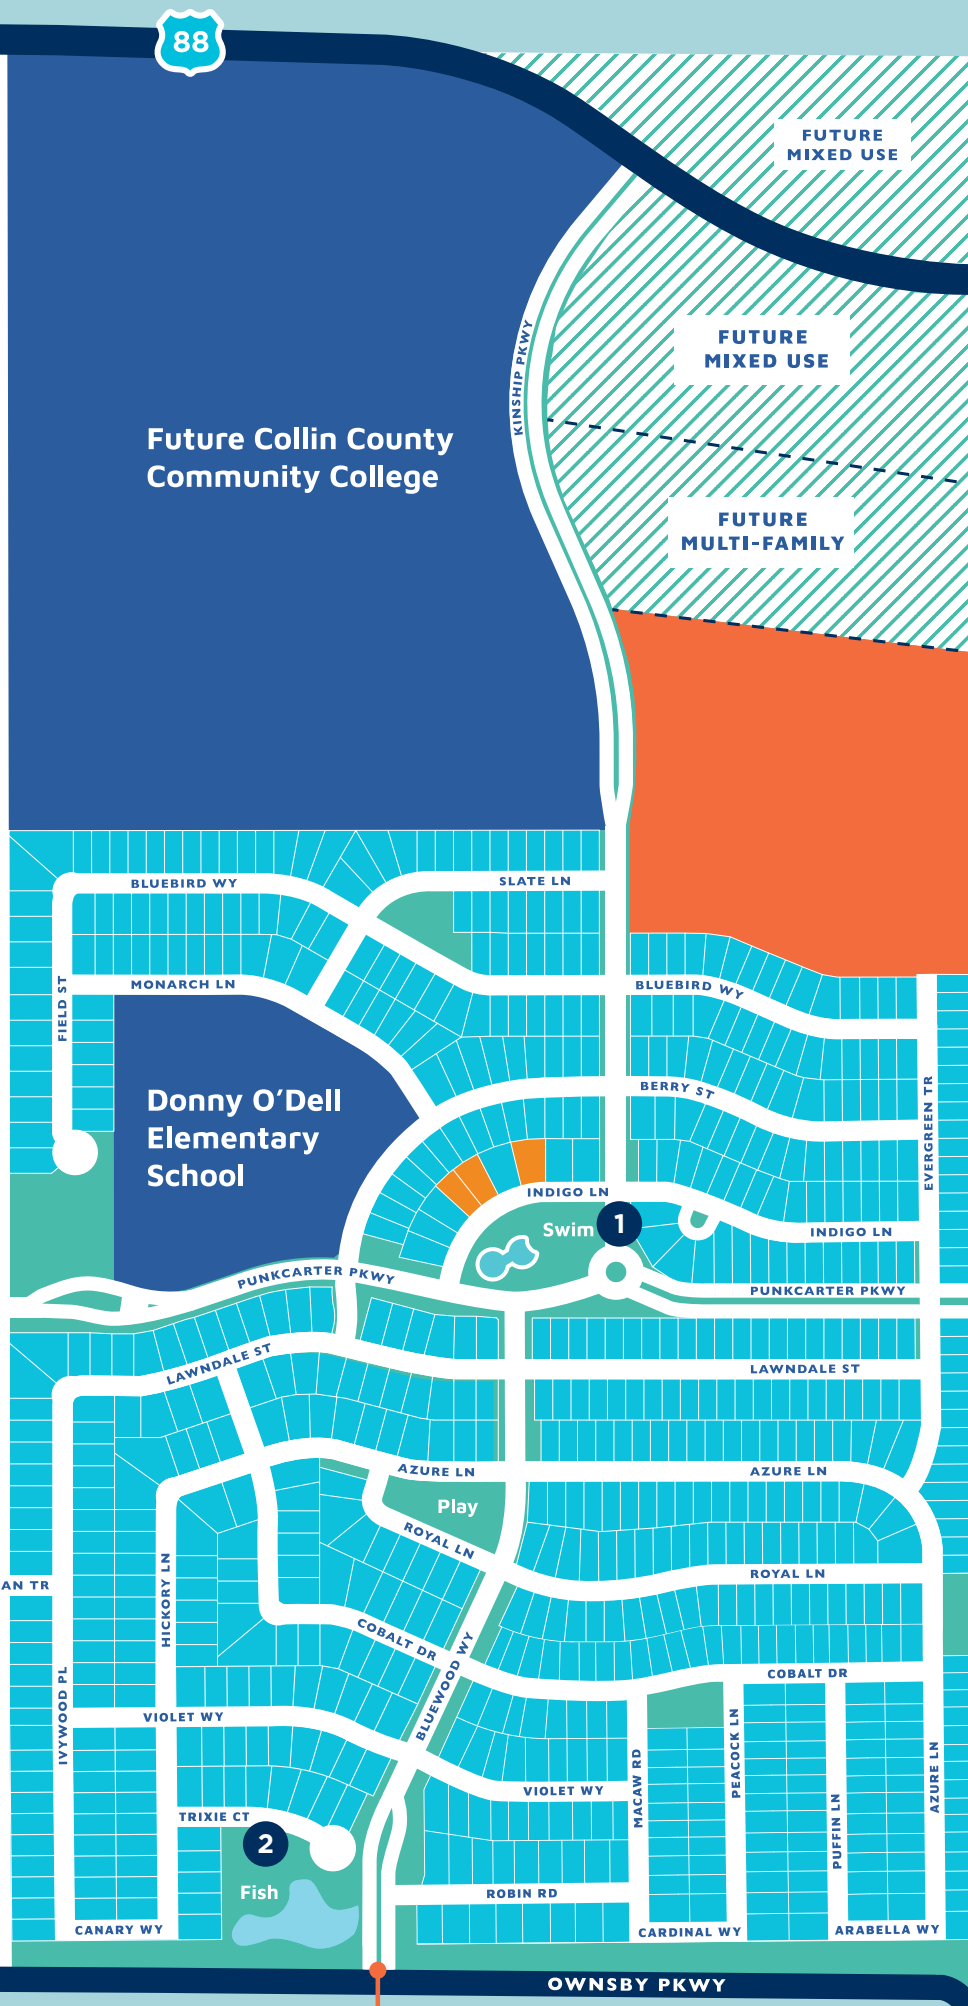 88
FUTURE
MIXED USE
KINSHIP PKWY
FUTURE
MIXED USE
Future Collin County
Community College
FUTURE
MULTI-FAMILY
BLUEBIRD WY
SLATE LN
FIELD ST
MONARCH LN
BLUEBIRD WY
Donny O'Dell
Elementary
School
BERRY ST
EVERGREEN TR
INDIGO LN
Swim
1
INDIGO LN
PUNKCARTER PKWY
PUNKCARTER PKWY
LAWNDALE ST
LAWNDALE ST
AZURE LN
AZURE LN
Play
ROYAL LN
ROYAL LN
AN TR
HICKORY LN
COBALT DR
COBALT DR
BLUEWOOD WY
IVYWOOD PL
VIOLET WY
VIOLET WY
MACAW RD
PEACOCK LN
PUFFIN LN
AZURE LN
TRIXIE CT
2
Fish
ROBIN RD
CANARY WY
CARDINAL WY
ARABELLA WY
OWNSBY PKWY